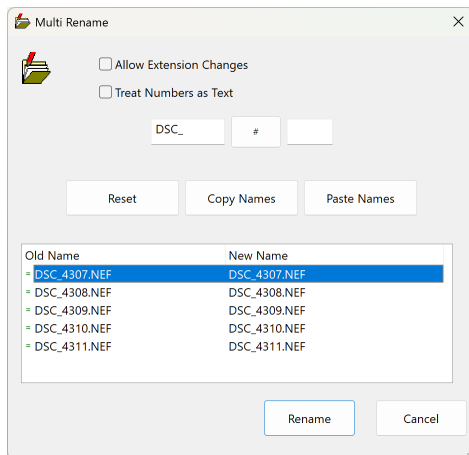 Multi Rename
Allow Extension Changes
Treat Numbers as Text
DSC_ #
Reset Copy Names Paste Names
Old Name New Name
= DSC_4307.NEF DSC_4307.NEF
= DSC_4308.NEF DSC_4308.NEF
= DSC_4309.NEF DSC_4309.NEF
= DSC_4310.NEF DSC_4310.NEF
= DSC_4311.NEF DSC_4311.NEF
Rename Cancel